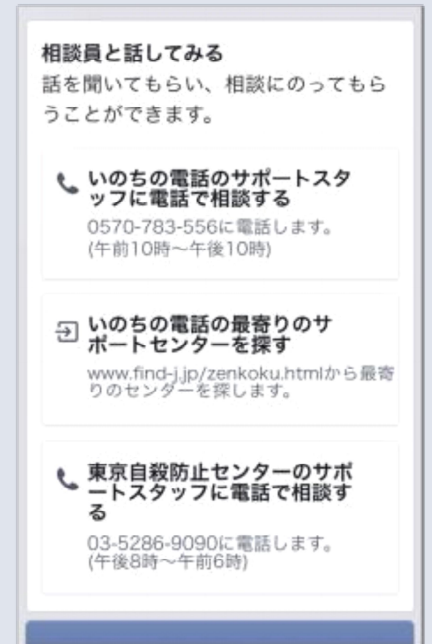 相談員と話してみる
話を聞いてもらい、相談にのってもら
うことができます。
いのちの電話のサポートスタ
ッフに電話で相談する
0570-783-556に電話します。
(午前10時～午後10時)
いのちの電話の最寄りのサ
ポートセンターを探す
www.find-j.jp/zenkoku.htmlから最寄
りのセンターを探します。
東京自殺防止センターのサポ
ートスタッフに電話で相談す
る
03-5286-9090に電話します。
(午後8時～午前6時)